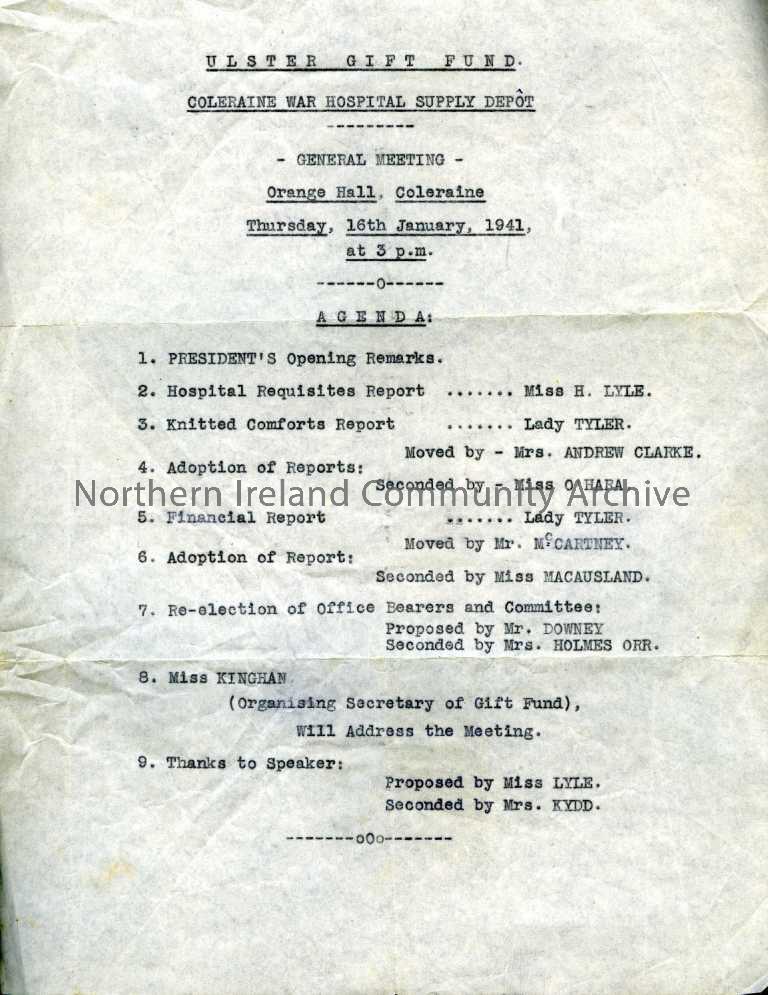 ULSTER GIFT FUND.
COLERAINE WAR HOSPITAL SUPPLY DEPÔT
---------
- GENERAL MEETING -
Orange Hall, Coleraine
Thursday, 16th January, 1941,
at 3 p.m.
------0------
AGENDA:
1. PRESIDENT'S Opening Remarks.
2. Hospital Requisites Report ....... Miss H. LYLE.
3. Knitted Comforts Report ....... Lady TYLER.
Moved by - Mrs. ANDREW CLARKE.
4. Adoption of Reports:
Seconded by - Miss O'HARA.
Northern Ireland Community Archive
5. Financial Report ....... Lady TYLER.
Moved by Mr. McCARTNEY.
6. Adoption of Report:
Seconded by Miss MACAUSLAND.
7. Re-election of Office Bearers and Committee:
Proposed by Mr. DOWNEY
Seconded by Mrs. HOLMES ORR.
8. Miss KINGHAN
(Organising Secretary of Gift Fund),
Will Address the Meeting.
9. Thanks to Speaker:
Proposed by Miss LYLE.
Seconded by Mrs. KYDD.
-------oOo-------